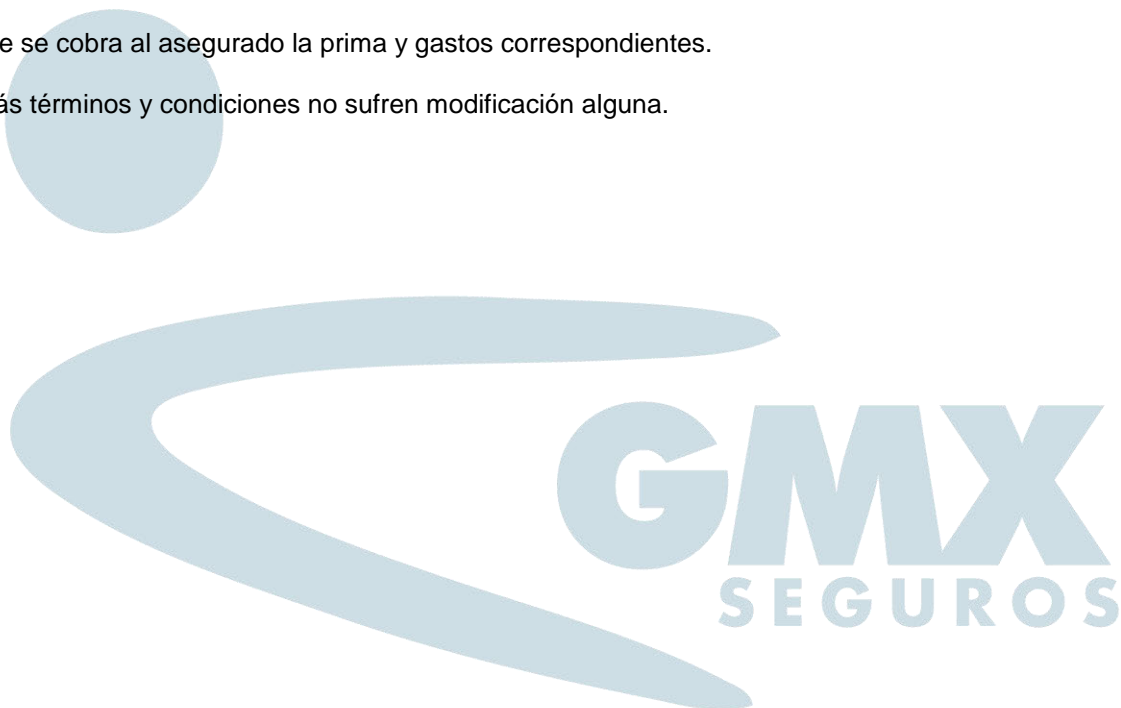 e se cobra al asegurado la prima y gastos correspondientes.
ás términos y condiciones no sufren modificación alguna.
GMX
SEGUROS